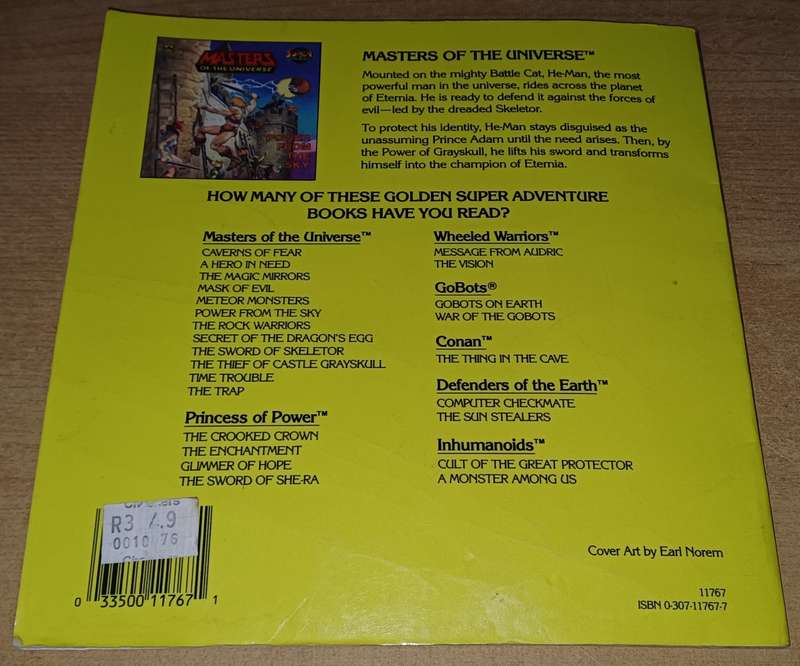 MASTERS
OF THE UNIVERSE
POWER
FROM
THE
SKY
MASTERS OF THE UNIVERSE™
Mounted on the mighty Battle Cat, He-Man, the most
powerful man in the universe, rides across the planet
of Eternia. He is ready to defend it against the forces of
evil—led by the dreaded Skeletor.
To protect his identity, He-Man stays disguised as the
unassuming Prince Adam until the need arises. Then, by
the Power of Grayskull, he lifts his sword and transforms
himself into the champion of Eternia.
HOW MANY OF THESE GOLDEN SUPER ADVENTURE
BOOKS HAVE YOU READ?
Masters of the Universe™
CAVERNS OF FEAR
A HERO IN NEED
THE MAGIC MIRRORS
MASK OF EVIL
METEOR MONSTERS
POWER FROM THE SKY
THE ROCK WARRIORS
SECRET OF THE DRAGON'S EGG
THE SWORD OF SKELETOR
THE THIEF OF CASTLE GRAYSKULL
TIME TROUBLE
THE TRAP
Princess of Power™
THE CROOKED CROWN
THE ENCHANTMENT
GLIMMER OF HOPE
THE SWORD OF SHE-RA
Wheeled Warriors™
MESSAGE FROM AUDRIC
THE VISION
GoBots®
GOBOTS ON EARTH
WAR OF THE GOBOTS
Conan™
THE THING IN THE CAVE
Defenders of the Earth™
COMPUTER CHECKMATE
THE SUN STEALERS
Inhumanoids™
CULT OF THE GREAT PROTECTOR
A MONSTER AMONG US
R3
0010 76
0 33500 11767 1
Cover Art by Earl Norem
11767
ISBN 0-307-11767-7